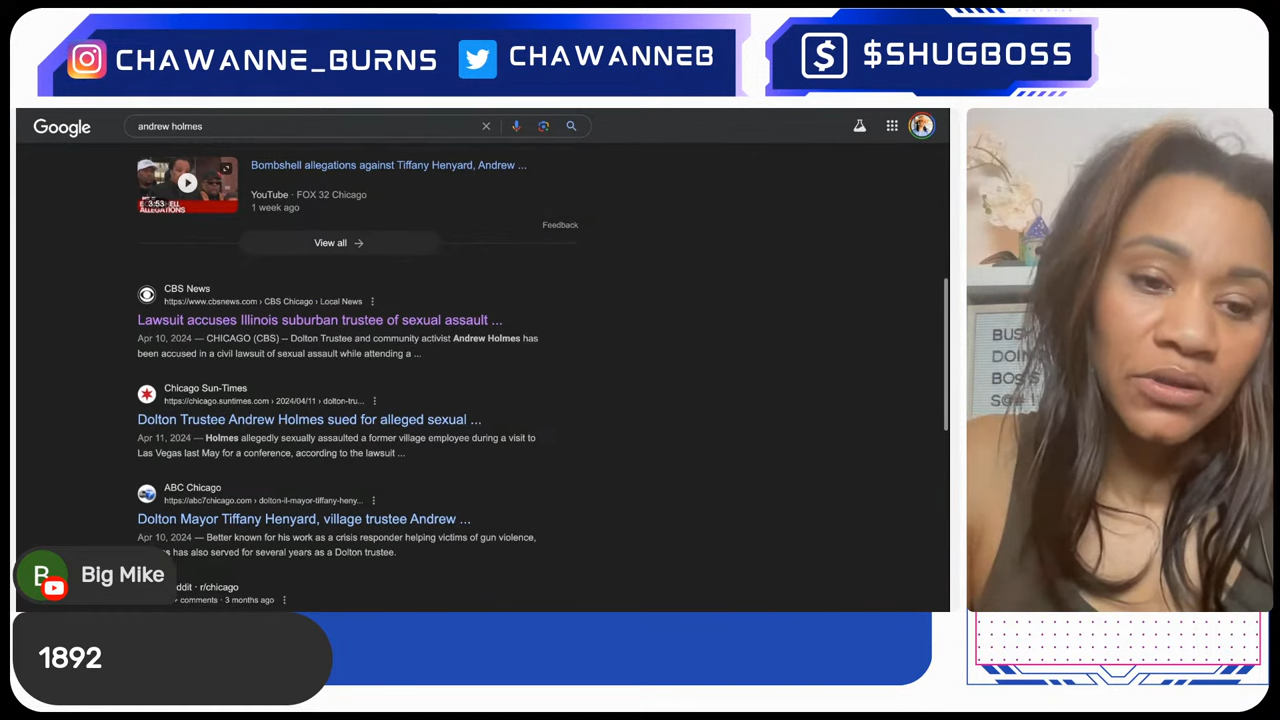 CHAWANNE_BURNS
CHAWANNEB
$SHUGBOSS
Google
andrew holmes
Bombshell allegations against Tiffany Henyard, Andrew ...
YouTube · FOX 32 Chicago
1 week ago
3:53
ALLEGATIONS
Feedback
View all
CBS News
https://www.cbsnews.com › CBS Chicago › Local News
Lawsuit accuses Illinois suburban trustee of sexual assault ...
Apr 10, 2024 — CHICAGO (CBS) – Dolton Trustee and community activist Andrew Holmes has
been accused in a civil lawsuit of sexual assault while attending a ...
Chicago Sun-Times
https://chicago.suntimes.com › 2024/04/11 › dolton-tru...
Dolton Trustee Andrew Holmes sued for alleged sexual ...
Apr 11, 2024 — Holmes allegedly sexually assaulted a former village employee during a visit to
Las Vegas last May for a conference, according to the lawsuit ...
ABC Chicago
https://abc7chicago.com › dolton-il-mayor-tiffany-heny...
Dolton Mayor Tiffany Henyard, village trustee Andrew ...
Apr 10, 2024 — Better known for his work as a crisis responder helping victims of gun violence,
has also served for several years as a Dolton trustee.
ddit · r/chicago
comments · 3 months ago
B
Big Mike
1892
BUS
DOIN
BOS
S@